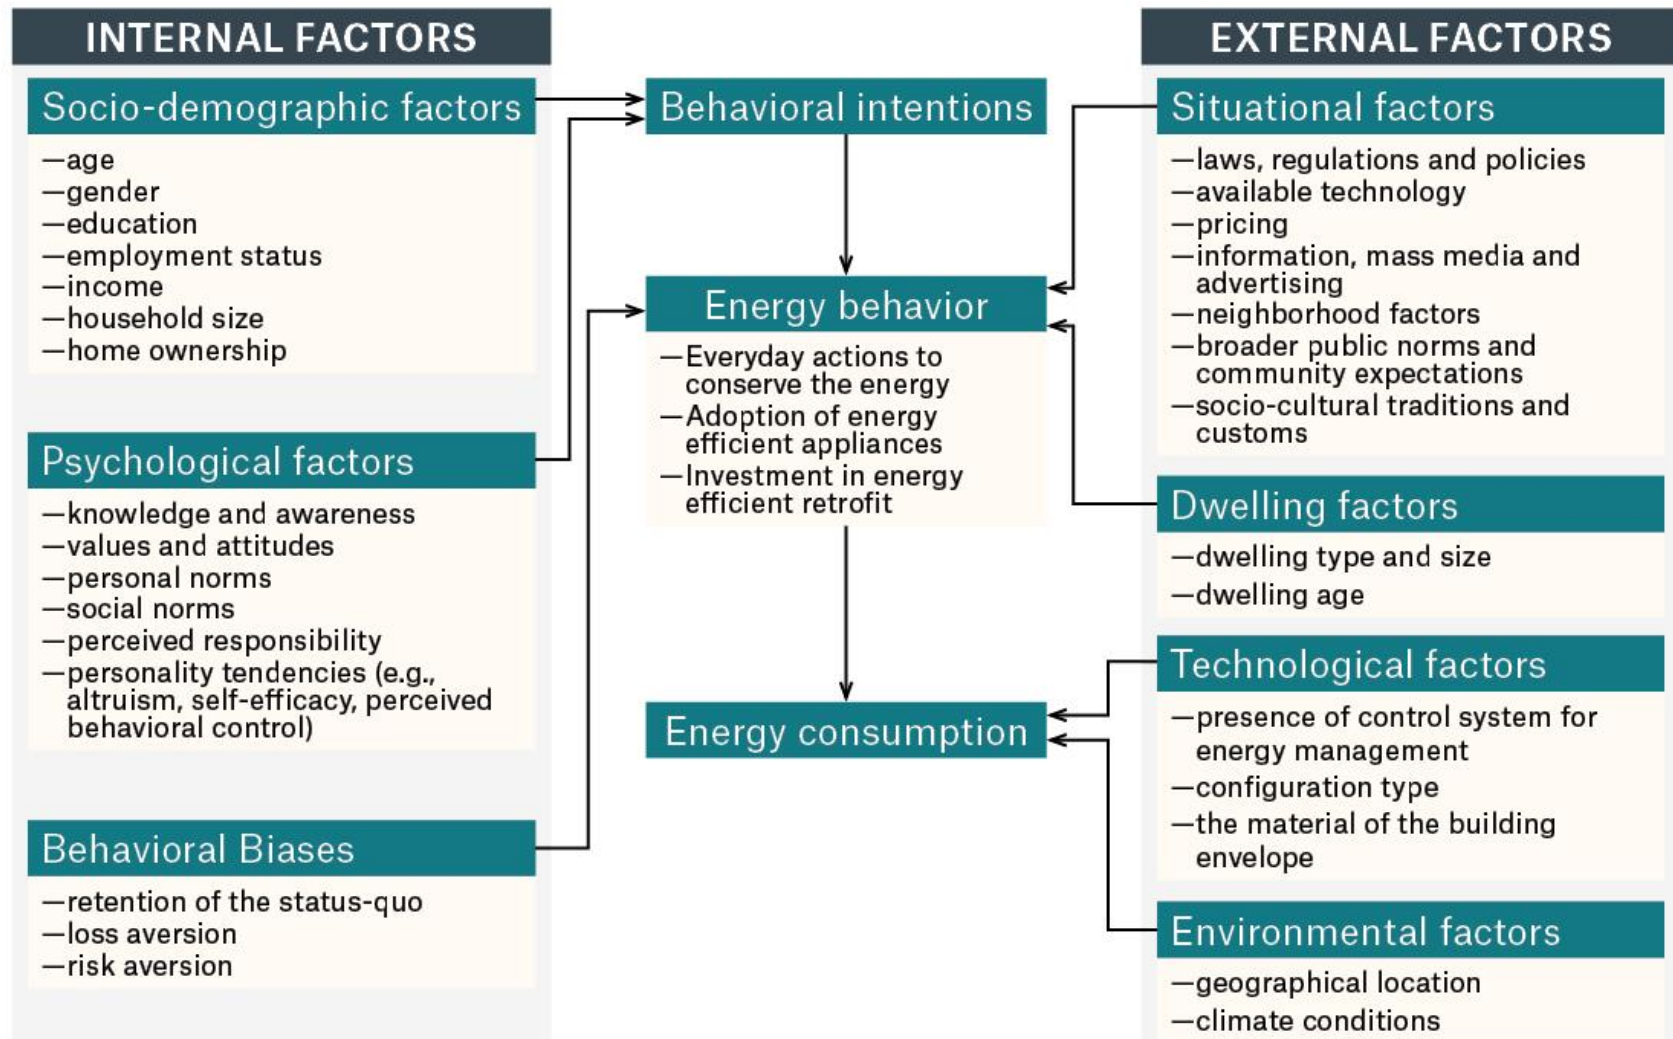 INTERNAL FACTORS
Socio-demographic factors
—age
—gender
—education
—employment status
—income
—household size
—home ownership
Psychological factors
—knowledge and awareness
—values and attitudes
—personal norms
—social norms
—perceived responsibility
—personality tendencies (e.g.,
altruism, self-efficacy, perceived
behavioral control)
Behavioral Biases
—retention of the status-quo
—loss aversion
—risk aversion
Behavioral intentions
Energy behavior
—Everyday actions to
conserve the energy
—Adoption of energy
efficient appliances
—Investment in energy
efficient retrofit
Energy consumption
EXTERNAL FACTORS
Situational factors
—laws, regulations and policies
—available technology
—pricing
—information, mass media and
advertising
—neighborhood factors
—broader public norms and
community expectations
—socio-cultural traditions and
customs
Dwelling factors
—dwelling type and size
—dwelling age
Technological factors
—presence of control system for
energy management
—configuration type
—the material of the building
envelope
Environmental factors
—geographical location
—climate conditions